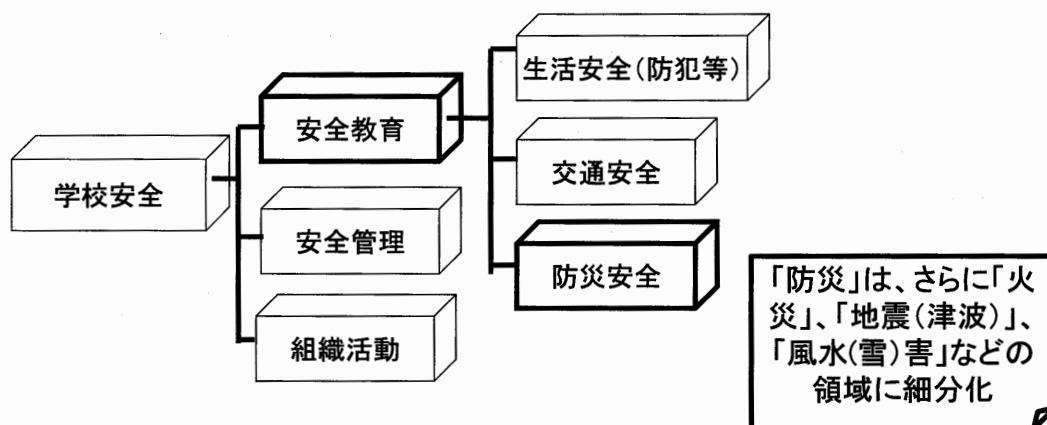 学校安全
安全教育
安全管理
組織活動
生活安全(防犯等)
交通安全
防災安全
「防災」は、さらに「火
災」、「地震(津波)」、
「風水(雪)害」などの
領域に細分化